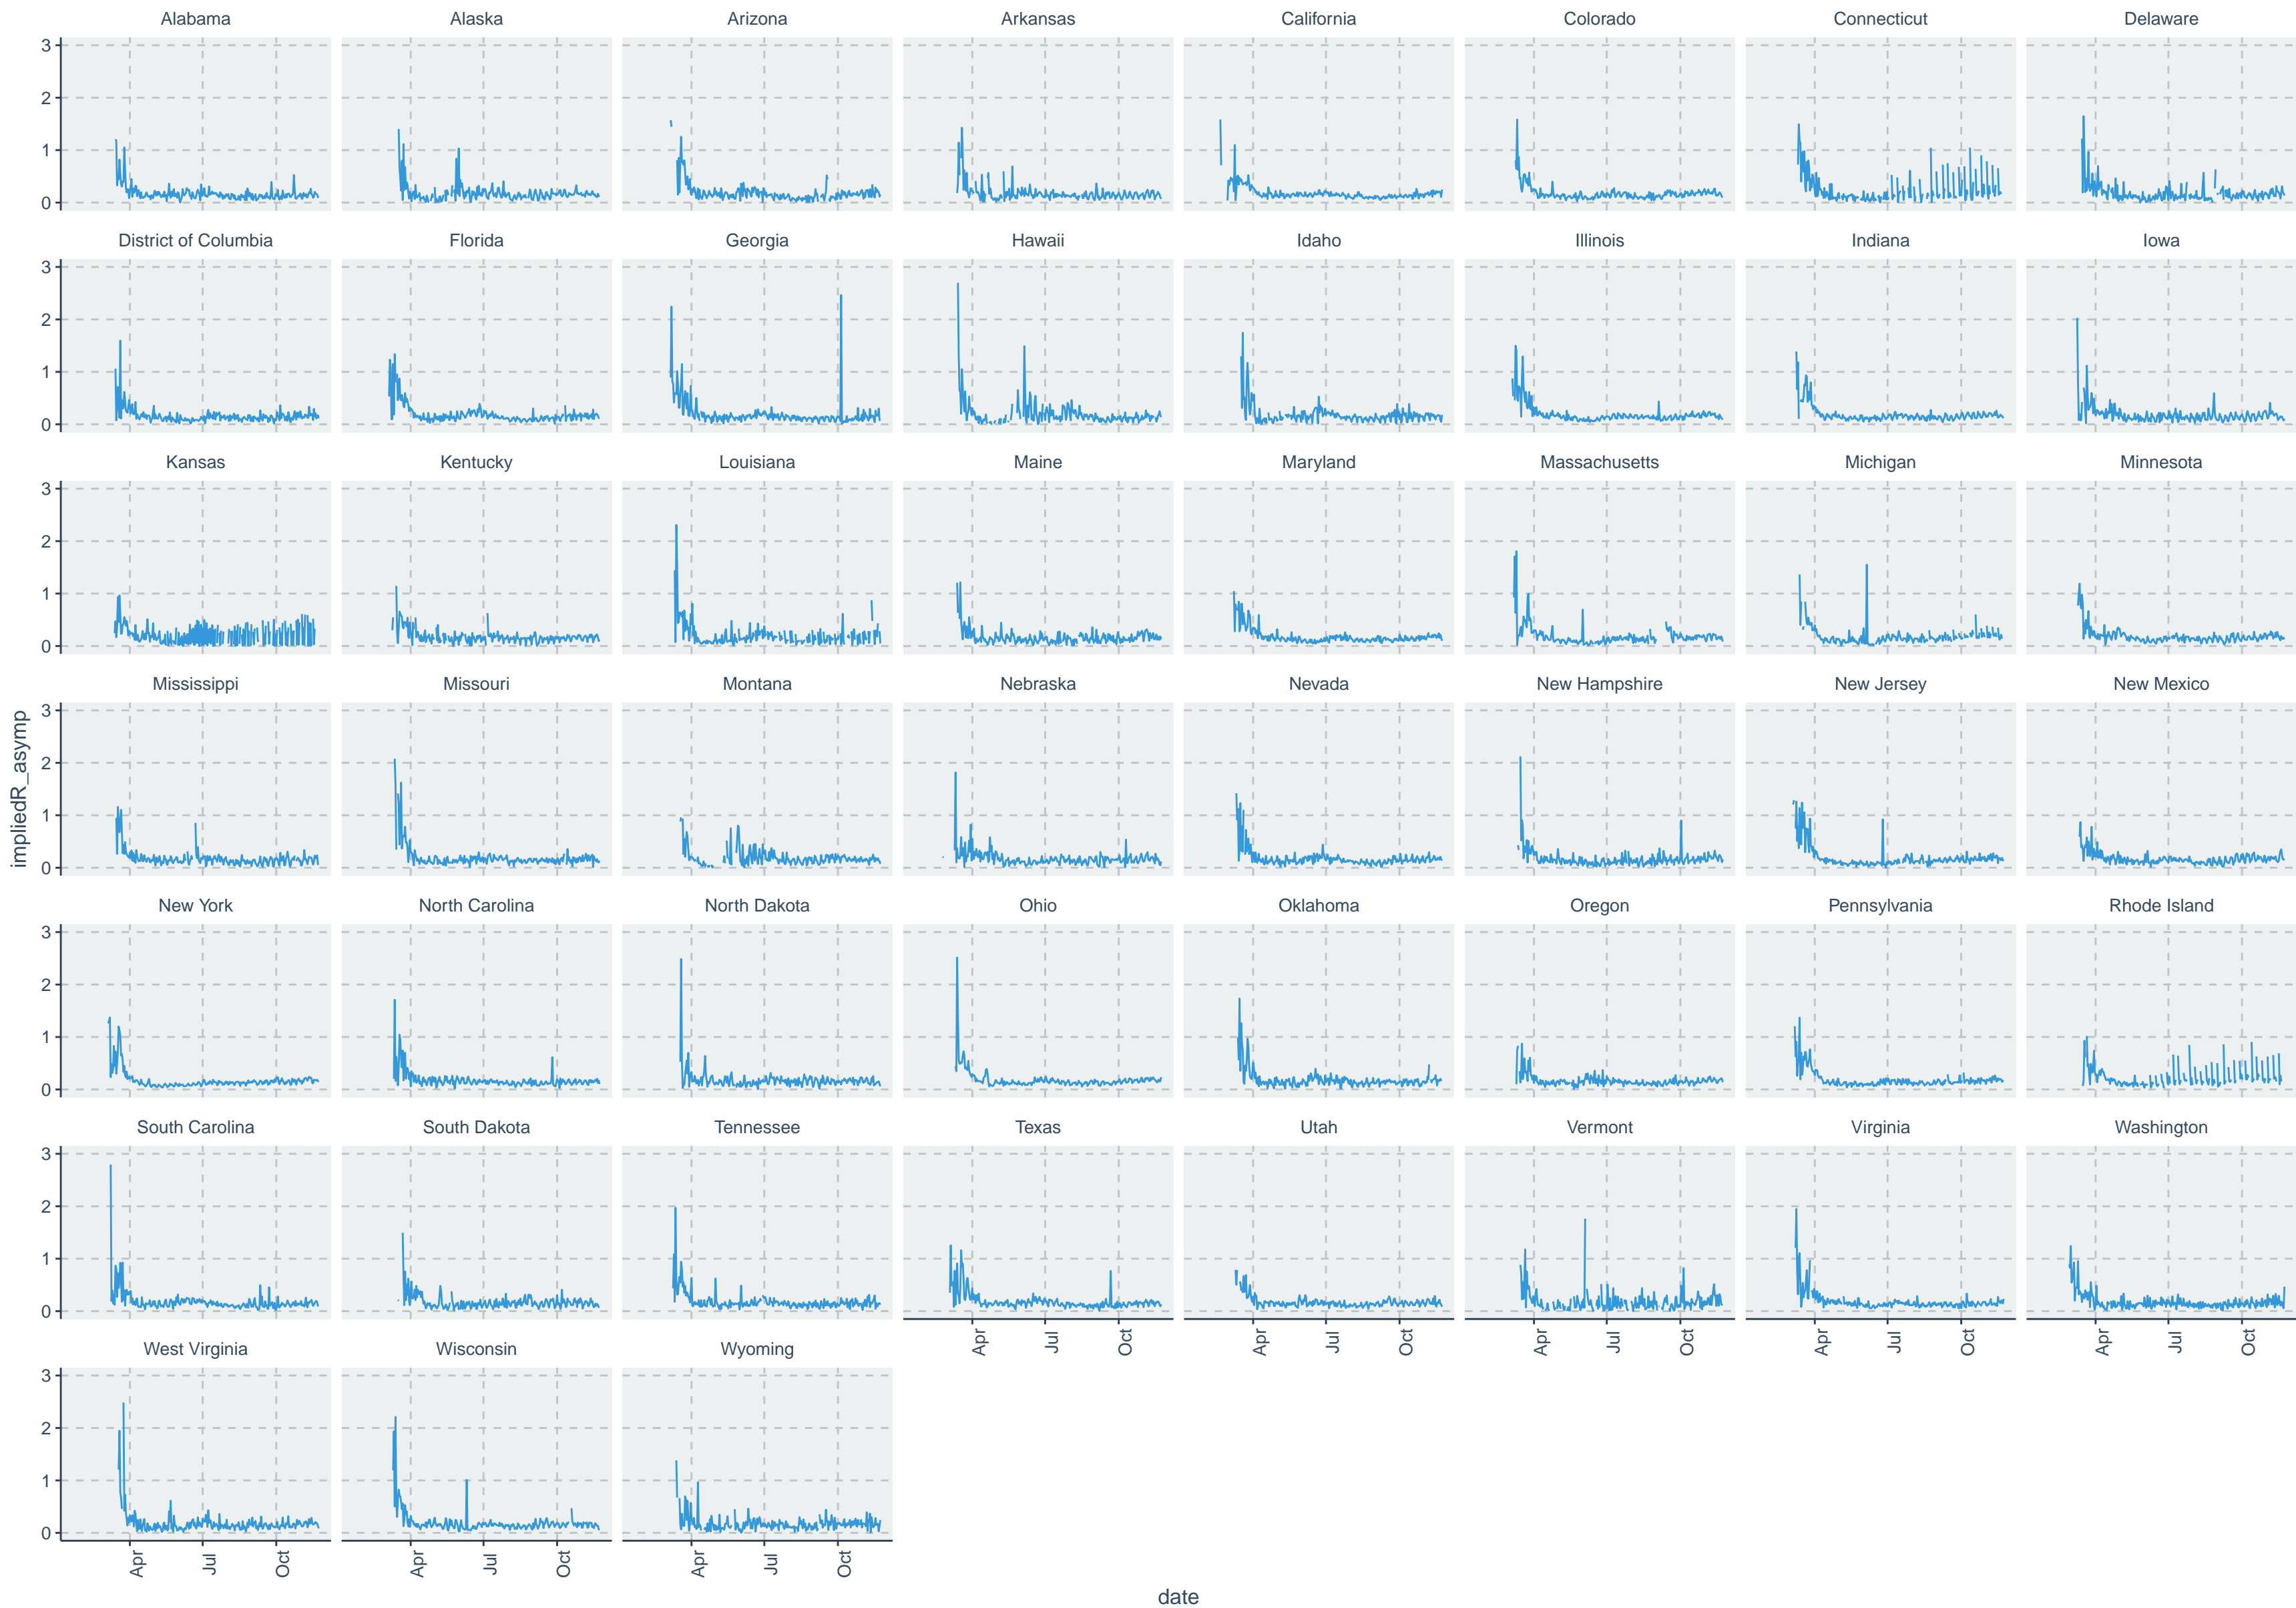 Alabama Alaska Arizona Arkansas California Colorado Connecticut Delaware
3
2
1
0
District of Columbia Florida Georgia Hawaii Idaho Illinois Indiana Iowa
3
2
1
0
Kansas Kentucky Louisiana Maine Maryland Massachusetts Michigan Minnesota
3
2
1
0
Mississippi Missouri Montana Nebraska Nevada New Hampshire New Jersey New Mexico
3
2
1
0
impliedR_asymp
New York North Carolina North Dakota Ohio Oklahoma Oregon Pennsylvania Rhode Island
3
2
1
0
South Carolina South Dakota Tennessee Texas Utah Vermont Virginia Washington
3
2
1
0
Apr Jul Oct Apr Jul Oct Apr Jul Oct Apr Jul Oct Apr Jul Oct
West Virginia Wisconsin Wyoming
3
2
1
0
Apr Jul Oct Apr Jul Oct Apr Jul Oct
date